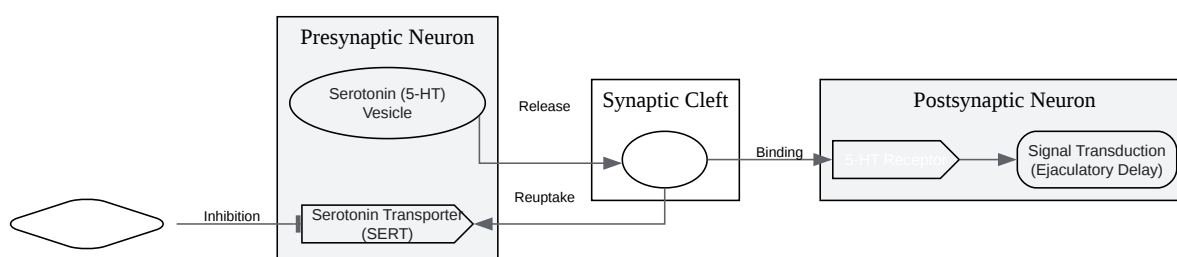 Presynaptic Neuron
Serotonin (5-HT)
Vesicle
Release
Synaptic Cleft
Postsynaptic Neuron
Binding
5-HT Receptor
Signal Transduction
(Ejaculatory Delay)
Reuptake
Inhibition
Serotonin Transporter
(SERT)